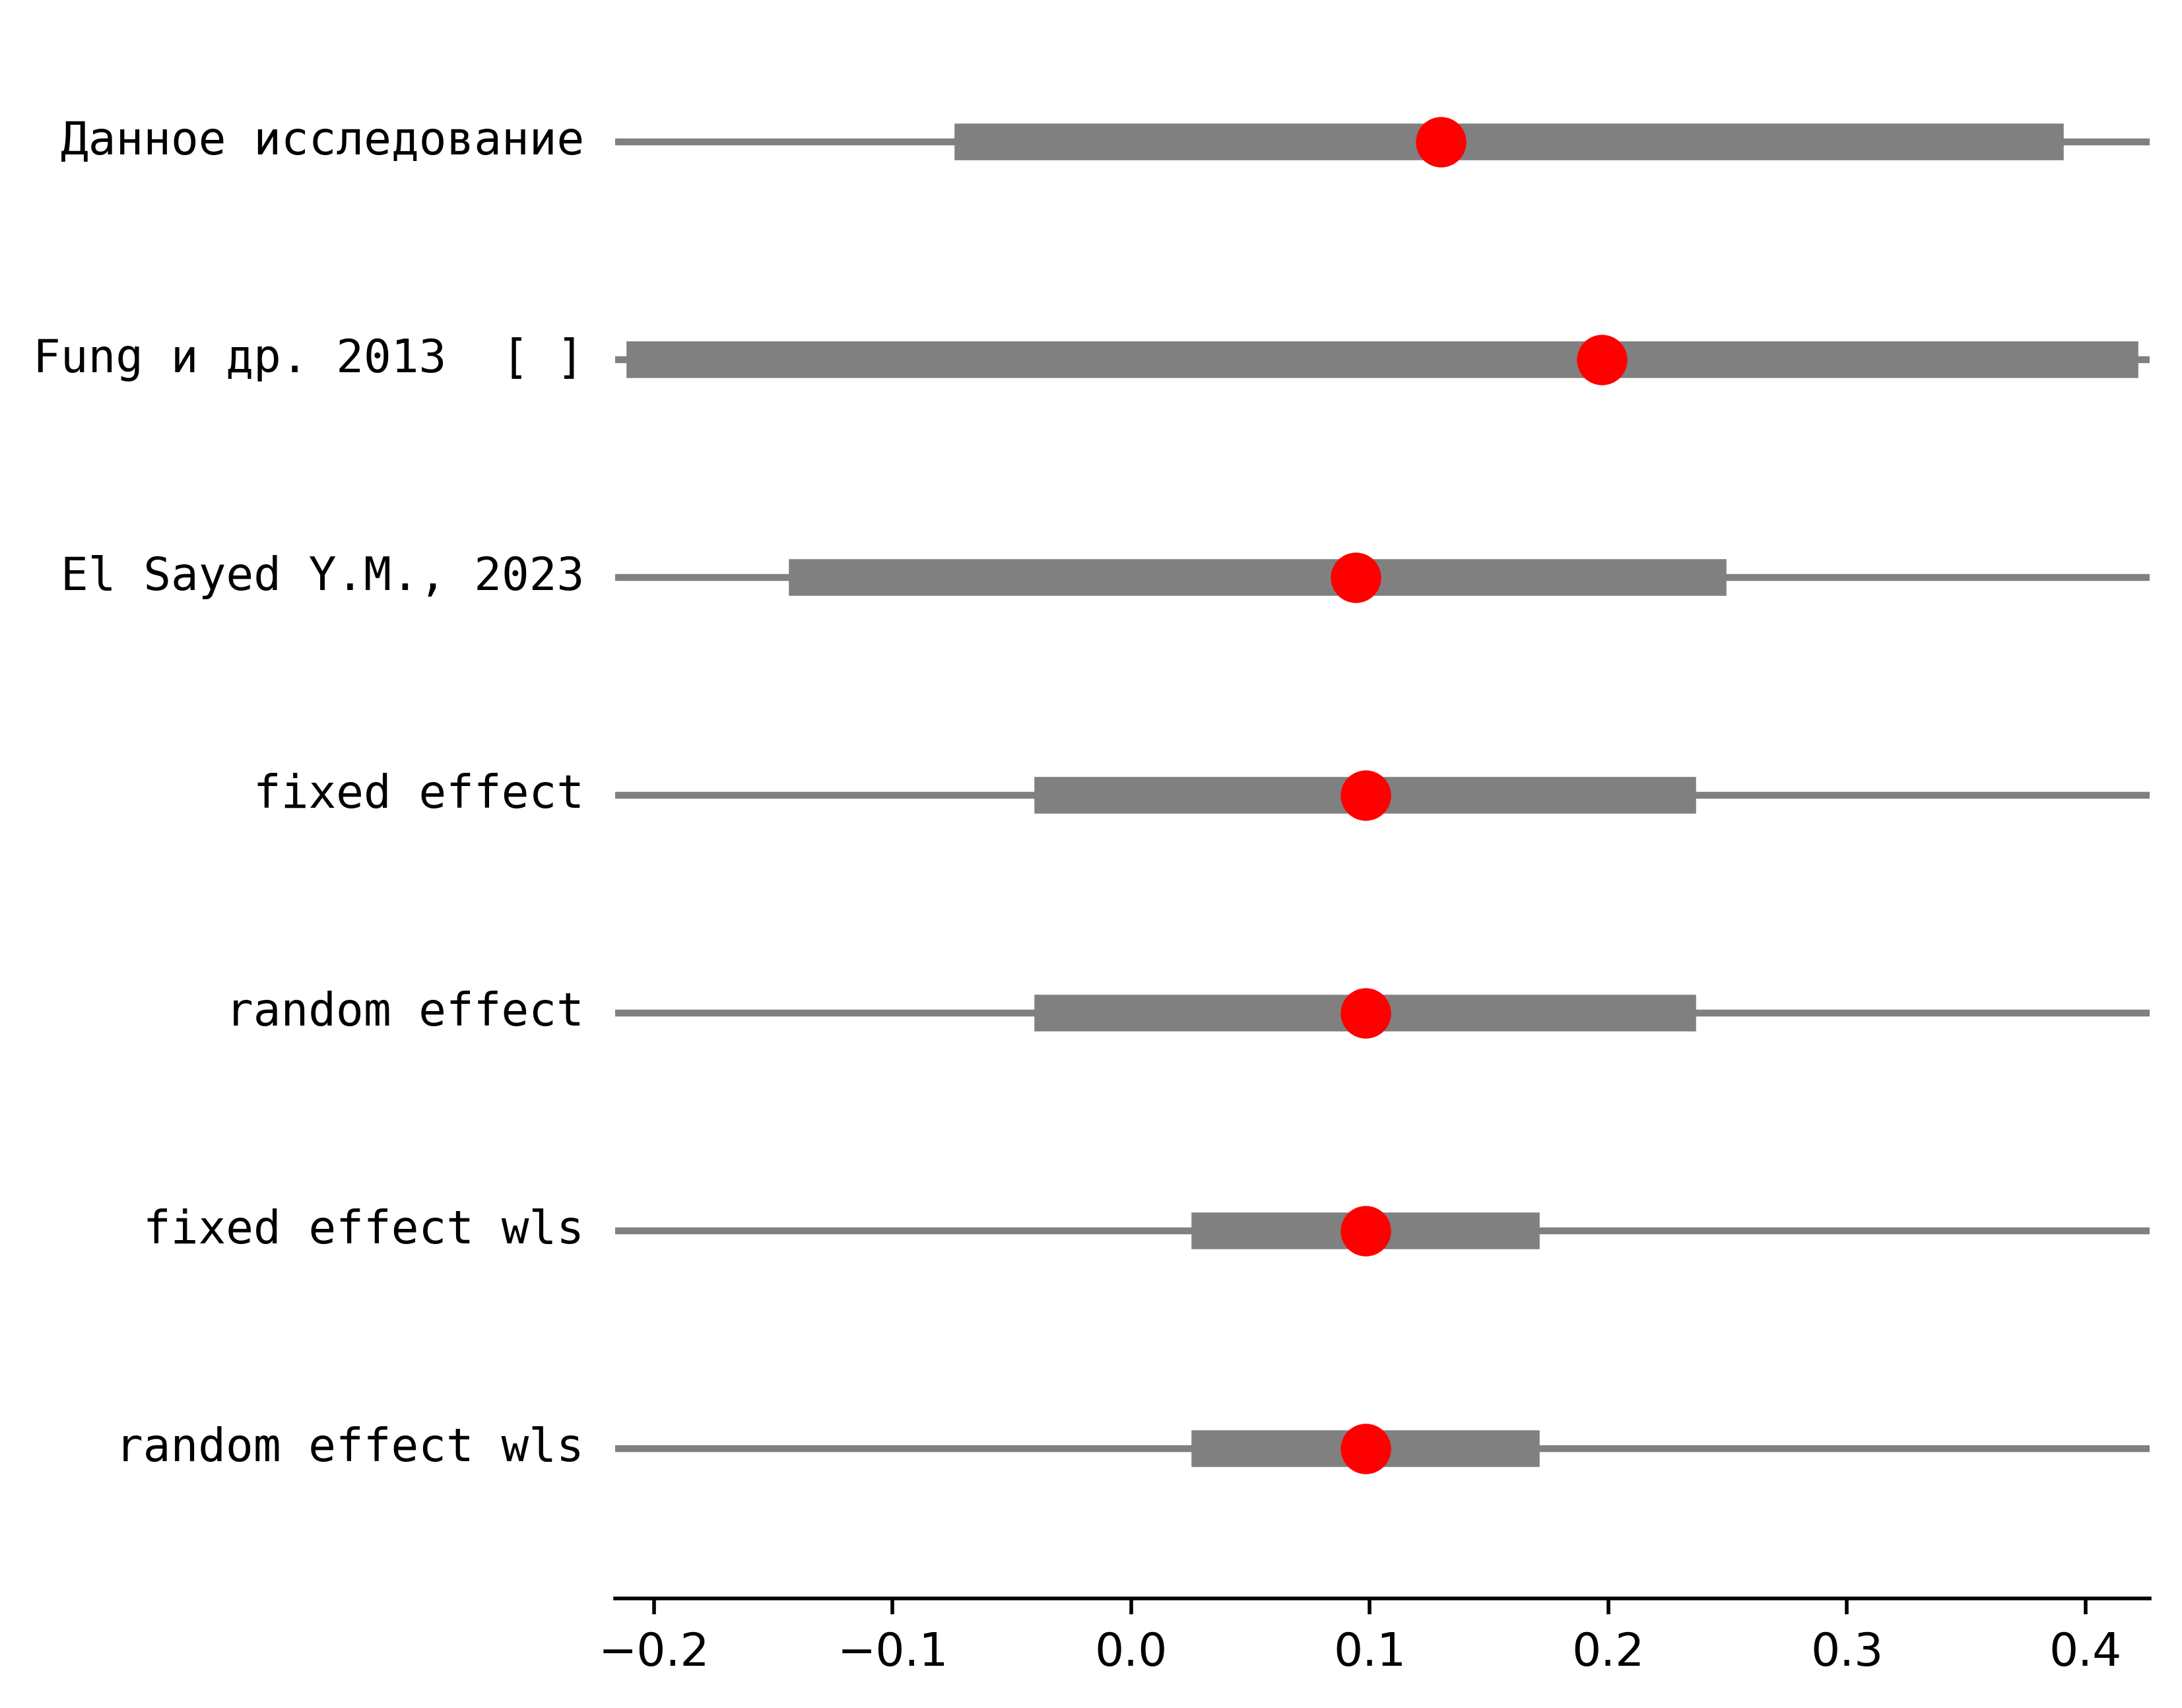 Данное исследование
Fung и др. 2013  [ ]
El Sayed Y.M., 2023
fixed effect
random effect
fixed effect wls
random effect wls
−0.2 −0.1 0.0 0.1 0.2 0.3 0.4